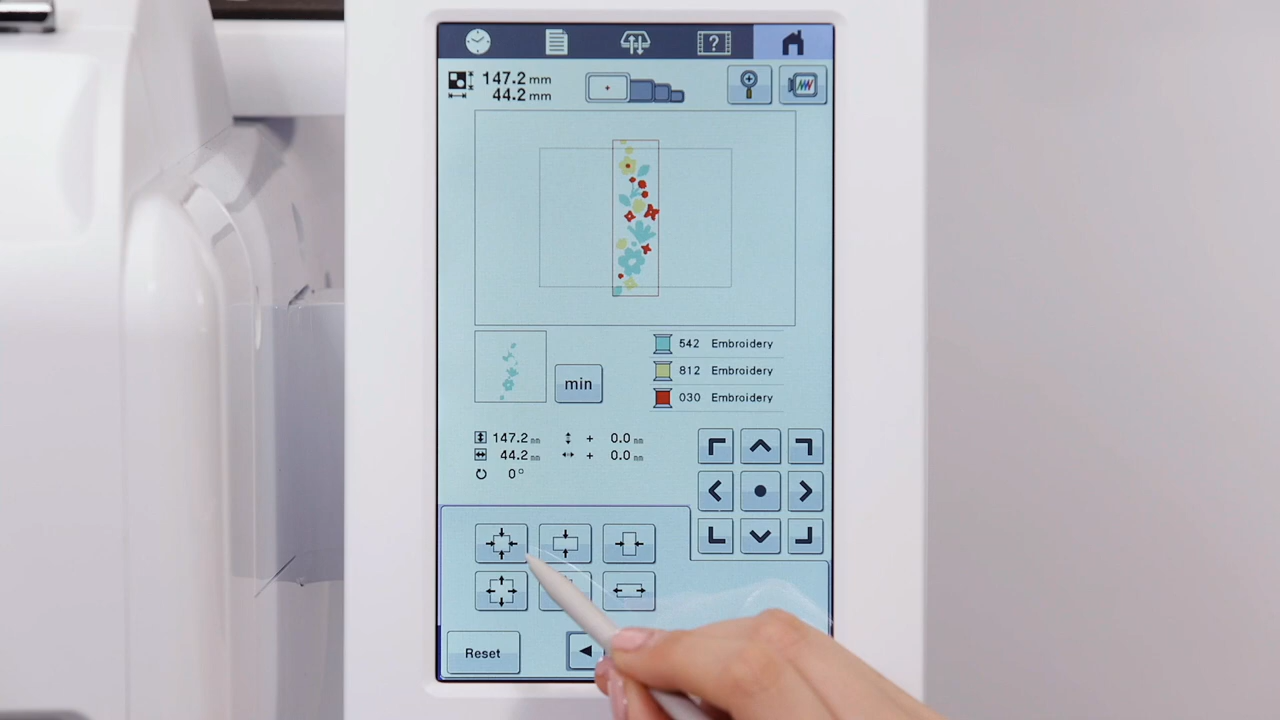 ?
147.2 mm
44.2 mm
542 Embroidery
812 Embroidery
030 Embroidery
min
147.2 mm + 0.0 mm
44.2 mm + 0.0 mm
0°
Reset